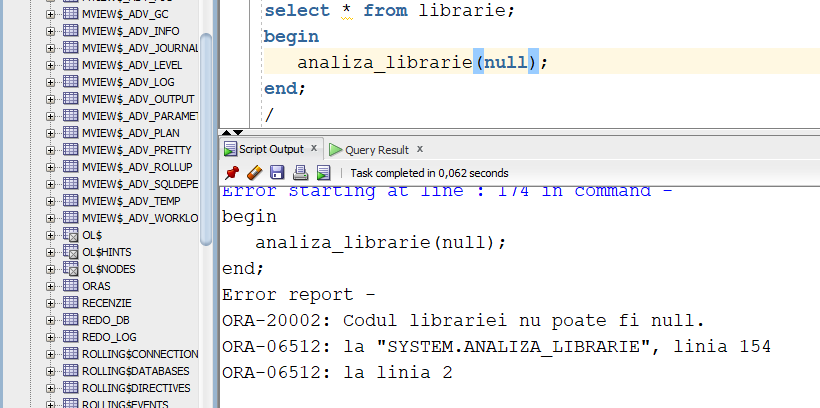 MVIEW$_ADV_GC
MVIEW$_ADV_INFO
MVIEW$_ADV_JOURNAL
MVIEW$_ADV_LEVEL
MVIEW$_ADV_LOG
MVIEW$_ADV_OUTPUT
MVIEW$_ADV_PARAMET
MVIEW$_ADV_PLAN
MVIEW$_ADV_PRETTY
MVIEW$_ADV_ROLLUP
MVIEW$_ADV_SQLDEPE
MVIEW$_ADV_TEMP
MVIEW$_ADV_WORKLO
OL$
OL$HINTS
OL$NODES
ORAS
RECENZIE
REDO_DB
REDO_LOG
ROLLING$CONNECTION
ROLLING$DATABASES
ROLLING$DIRECTIVES
ROLLING$EVENTS
select * from librarie;
begin
analiza_librarie(null);
end;
/
Script Output x
Query Result x
Task completed in 0,062 seconds
Error starting at line : 174 in command -
begin
analiza_librarie(null);
end;
Error report -
ORA-20002: Codul librariei nu poate fi null.
ORA-06512: la "SYSTEM.ANALIZA_LIBRARIE", linia 154
ORA-06512: la linia 2